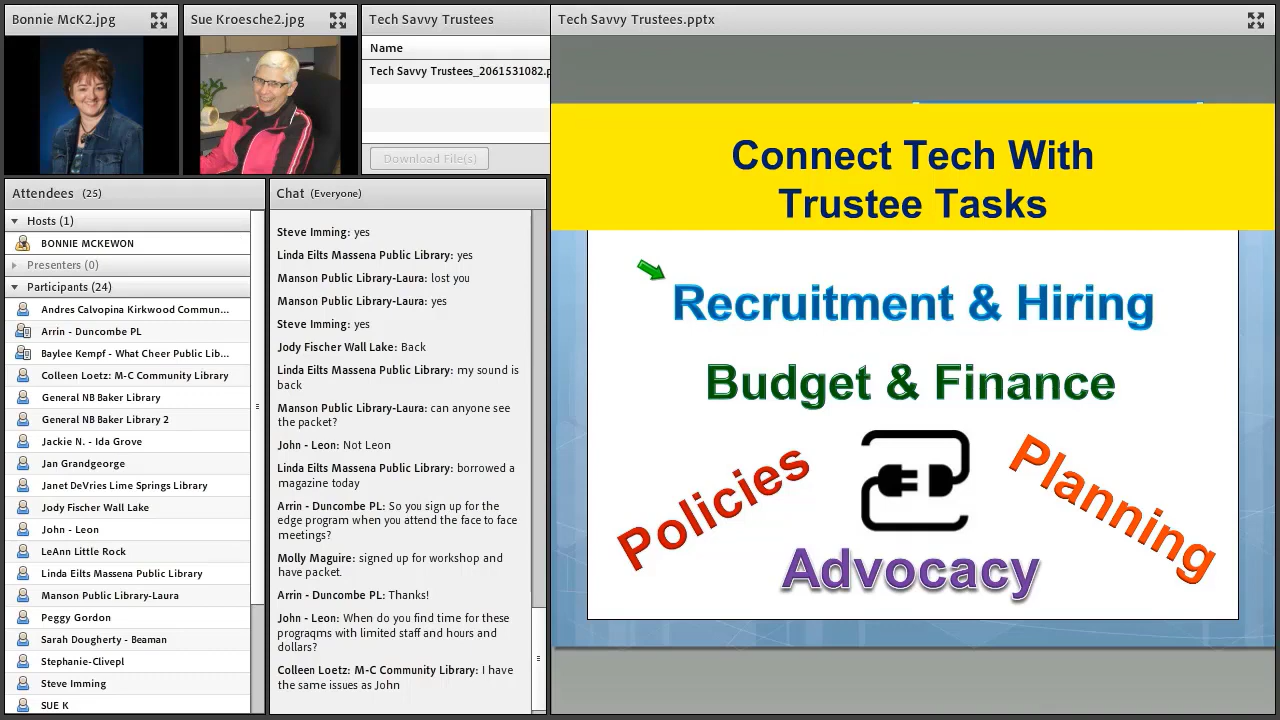 Bonnie McK2.jpg
Sue Kroesche2.jpg
Tech Savvy Trustees
Name
Tech Savvy Trustees_2061531082.p
Download File(s)
Attendees (25)
Hosts (1)
BONNIE MCKEWON
Presenters (0)
Participants (24)
Andres Calvopina Kirkwood Commun...
Arrin - Duncombe PL
Baylee Kempf - What Cheer Public Lib...
Colleen Loetz: M-C Community Library
General NB Baker Library
General NB Baker Library 2
Jackie N. - Ida Grove
Jan Grandgeorge
Janet DeVries Lime Springs Library
Jody Fischer Wall Lake
John - Leon
LeAnn Little Rock
Linda Eilts Massena Public Library
Manson Public Library-Laura
Peggy Gordon
Sarah Dougherty - Beaman
Stephanie-Clivepl
Steve Imming
SUE K
Chat (Everyone)
Steve Imming: yes
Linda Eilts Massena Public Library: yes
Manson Public Library-Laura: lost you
Manson Public Library-Laura: yes
Steve Imming: yes
Jody Fischer Wall Lake: Back
Linda Eilts Massena Public Library: my sound is
back
Manson Public Library-Laura: can anyone see
the packet?
John - Leon: Not Leon
Linda Eilts Massena Public Library: borrowed a
magazine today
Arrin - Duncombe PL: So you sign up for the
edge program when you attend the face to face
meetings?
Molly Maguire: signed up for workshop and
have packet.
Arrin - Duncombe PL: Thanks!
John - Leon: When do you find time for these
prograqms with limited staff and hours and
dollars?
Colleen Loetz: M-C Community Library: I have
the same issues as John
Tech Savvy Trustees.pptx
Connect Tech With
Trustee Tasks
Recruitment & Hiring
Budget & Finance
Policies
Planning
Advocacy